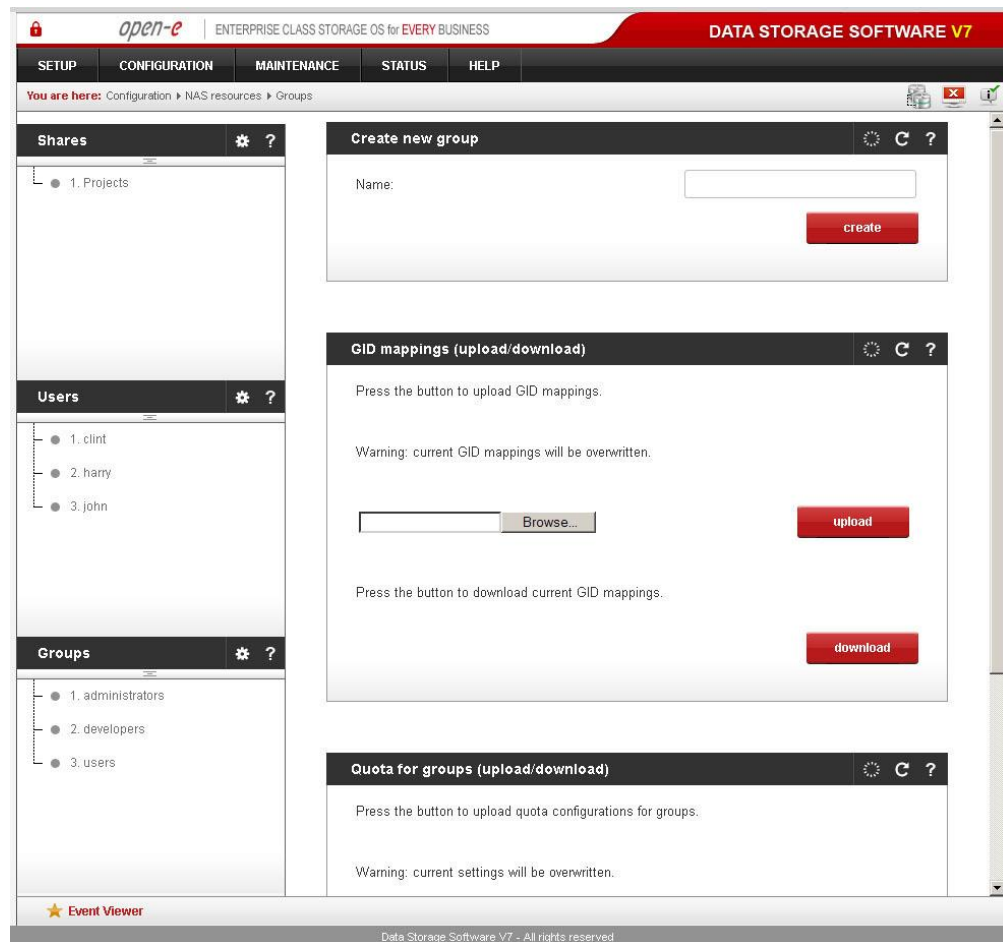 open-e ENTERPRISE CLASS STORAGE OS for EVERY BUSINESS DATA STORAGE SOFTWARE V7
SETUP CONFIGURATION MAINTENANCE STATUS HELP
You are here: Configuration ▸ NAS resources ▸ Groups
Shares ?
1. Projects
Users ?
1. clint
2. harry
3. john
Groups ?
1. administrators
2. developers
3. users
Create new group ?
Name:
create
GID mappings (upload/download) ?
Press the button to upload GID mappings.
Warning: current GID mappings will be overwritten.
Browse... upload
Press the button to download current GID mappings.
download
Quota for groups (upload/download) ?
Press the button to upload quota configurations for groups.
Warning: current settings will be overwritten.
Event Viewer
Data Storage Software V7 - All rights reserved